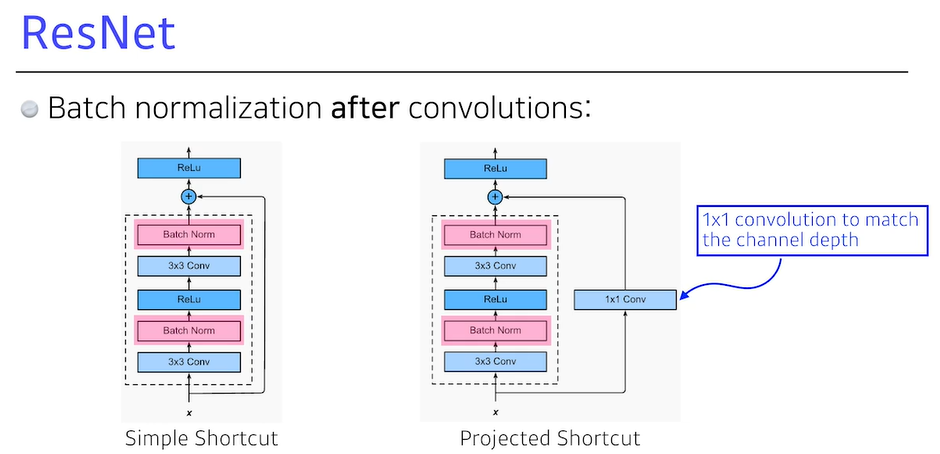 ResNet
Batch normalization after convolutions:
ReLu
+
Batch Norm
3x3 Conv
ReLu
Batch Norm
3x3 Conv
x
Simple Shortcut
ReLu
+
Batch Norm
3x3 Conv
ReLu
Batch Norm
3x3 Conv
x
1x1 Conv
Projected Shortcut
1x1 convolution to match
the channel depth